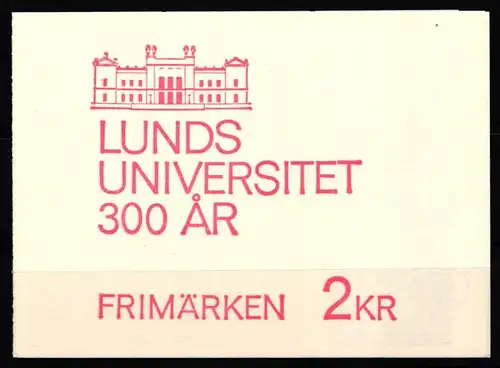 LUNDS
UNIVERSITET
300 ÅR
FRIMÄRKEN 2KR